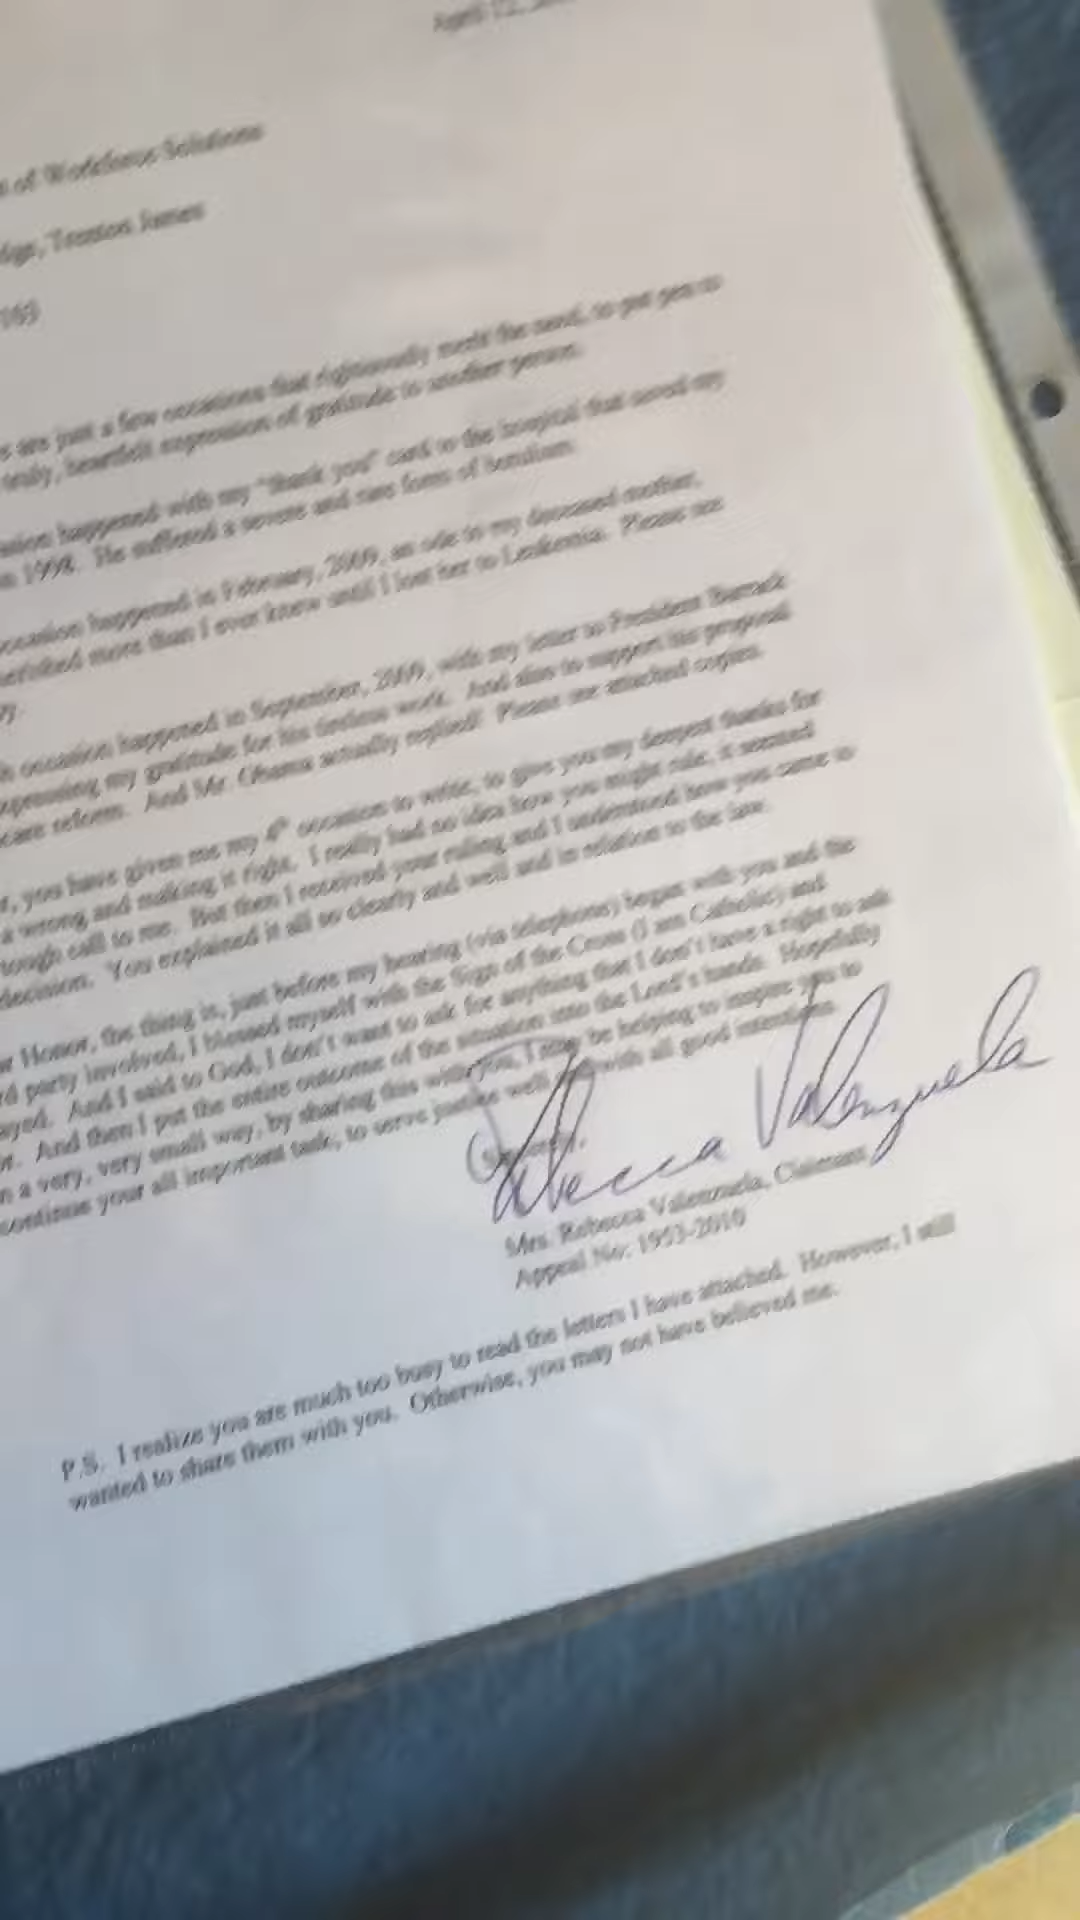 April 12,
of Workforce Solutions
Trenton James
are just a few occasions that righteously merit the need, to put pen to
truly, heartfelt expression of gratitude to another person.
happened with my "thank you" card to the hospital that saved my
1998. He suffered a severe and rare form of botulism.
occasion happened in February, 2009, an ode to my deceased mother,
more than I ever knew until I lost her to Leukemia. Please see
occasion happened in September, 2009, with my letter to President Barrack
expressing my gratitude for his tireless work. And also to support his proposal
care reform. And Mr. Obama actually replied! Please see attached copies.
, you have given me my 4th occasion to write, to give you my deepest thanks for
a wrong and making it right. I really had no idea how you might rule, it seemed
tough call to me. But then I received your ruling and I understood how you came to
decision. You explained it all so clearly and well and in relation to the law.
Honor, the thing is, just before my hearing (via telephone) began with you and the
party involved, I blessed myself with the Sign of the Cross (I am Catholic) and
And I said to God, I don't want to ask for anything that I don't have a right to ask
And then I put the entire outcome of the situation into the Lord's hands. Hopefully
a very, very small way, by sharing this with you, I may be helping to inspire you to
continue your all important task, to serve justice well with all good intentions.
Rebecca Valenzuela
Mrs. Rebecca Valenzuela, Claimant
Appeal No: 1953-2010
P.S. I realize you are much too busy to read the letters I have attached. However, I still
wanted to share them with you. Otherwise, you may not have believed me.